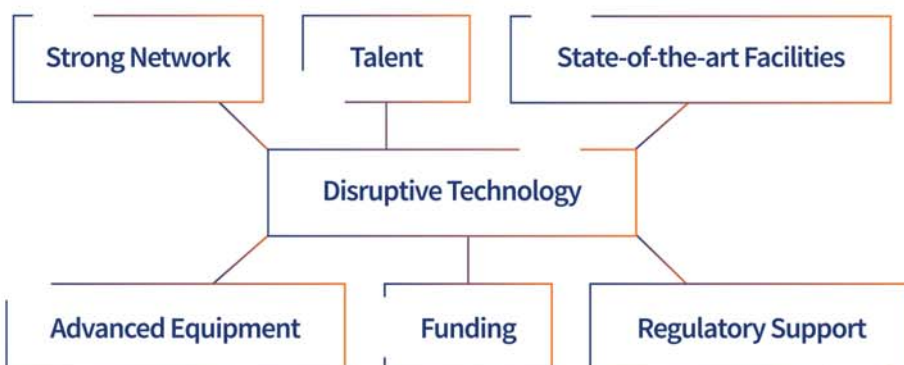 Strong Network
Talent
State-of-the-art Facilities
Disruptive Technology
Advanced Equipment
Funding
Regulatory Support